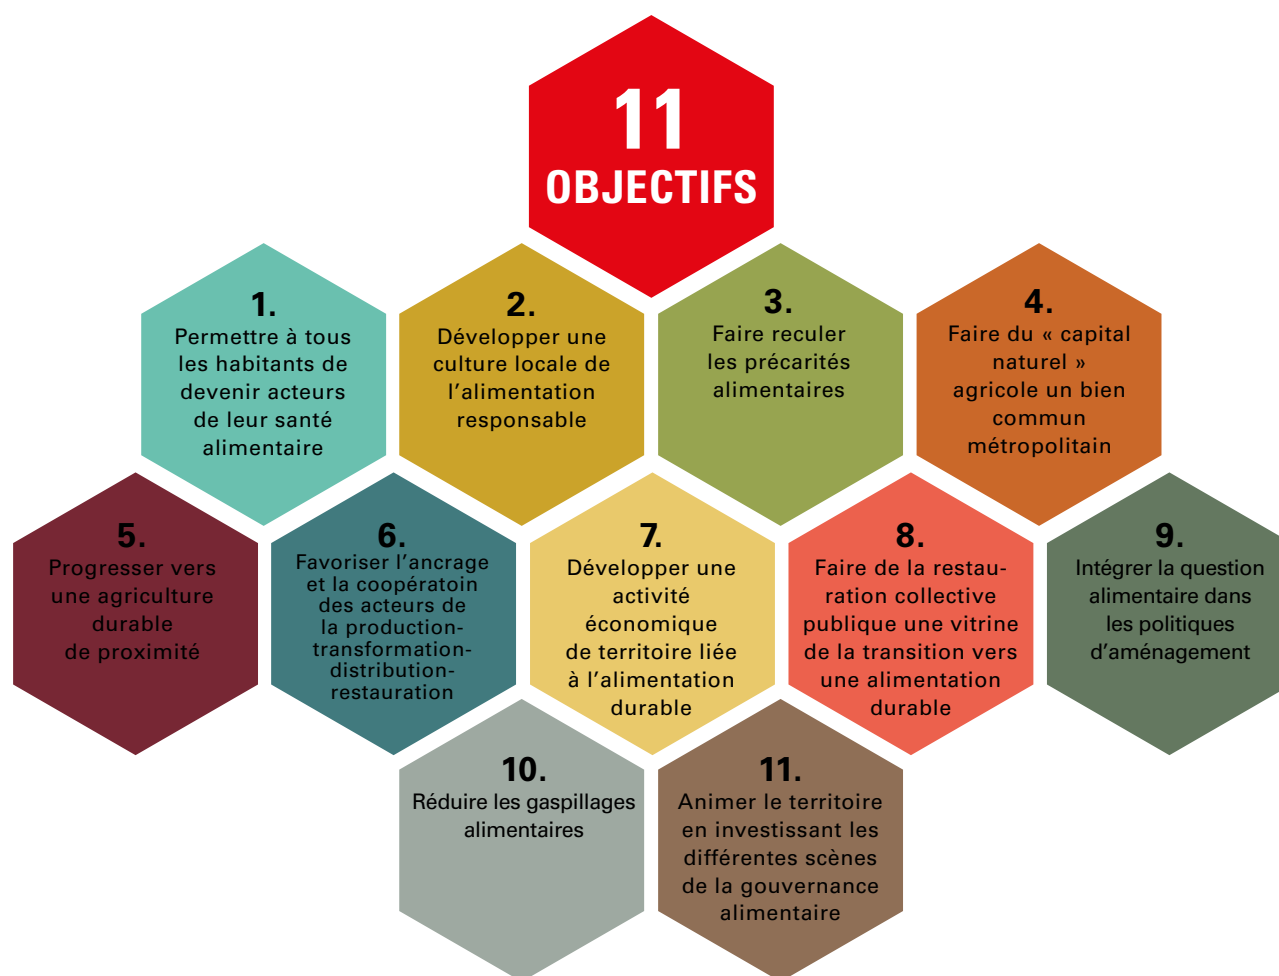 11
OBJECTIFS
1.
Permettre à tous
les habitants de
devenir acteurs
de leur santé
alimentaire
2.
Développer une
culture locale de
l’alimentation
responsable
3.
Faire reculer
les précarités
alimentaires
4.
Faire du « capital
naturel »
agricole un bien
commun
métropolitain
5.
Progresser vers
une agriculture
durable
de proximité
6.
Favoriser l’ancrage
et la coopératoin
des acteurs de
la production-
transformation-
distribution-
restauration
7.
Développer une
activité
économique
de territoire liée
à l’alimentation
durable
8.
Faire de la restau-
ration collective
publique une vitrine
de la transition vers
une alimentation
durable
9.
Intégrer la question
alimentaire dans
les politiques
d’aménagement
10.
Réduire les gaspillages
alimentaires
11.
Animer le territoire
en investissant les
différentes scènes
de la gouvernance
alimentaire